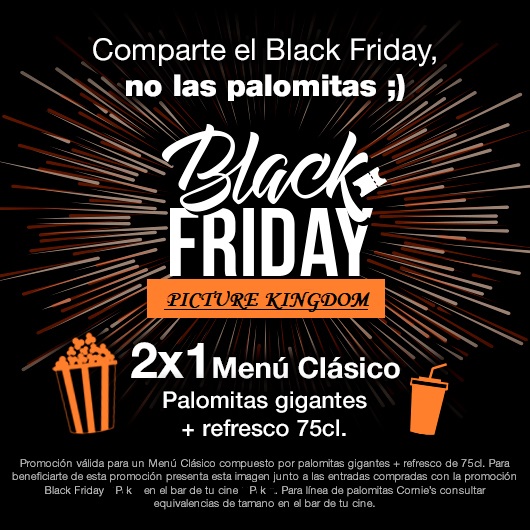 Comparte el Black Friday,
no las palomitas ;)
Black
FRIDAY
PICTURE KINGDOM
2x1 Menú Clásico
Palomitas gigantes
+ refresco 75cl.
Promoción válida para un Menú Clásico compuesto por palomitas gigantes + refresco de 75cl. Para
beneficiarte de esta promoción presenta esta imagen junto a las entradas compradas con la promoción
Black Friday en el bar de tu cine . Para línea de palomitas Cornie's consultar
equivalencias de tamano en el bar de tu cine.